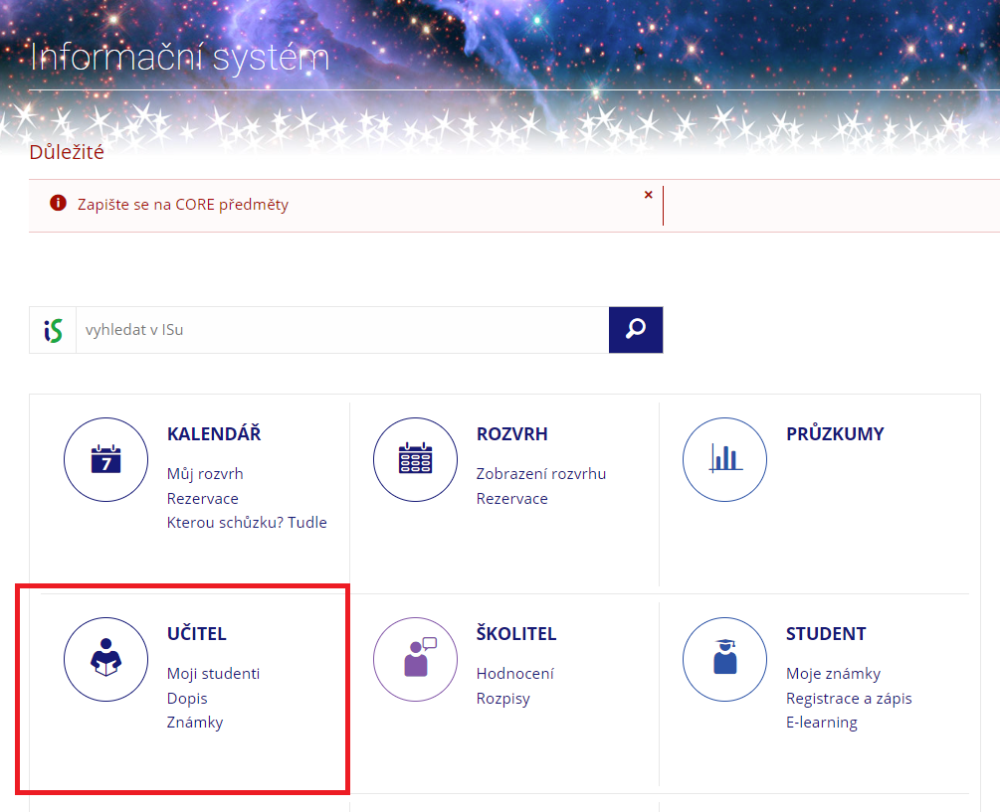 Informační systém
Důležité
Zapište se na CORE předměty
×
iS
vyhledat v ISu
KALENDÁŘ
7
Můj rozvrh
Rezervace
Kterou schůzku? Tudle
ROZVRH
Zobrazení rozvrhu
Rezervace
PRŮZKUMY
UČITEL
Moji studenti
Dopis
Známky
ŠKOLITEL
Hodnocení
Rozpisy
STUDENT
Moje známky
Registrace a zápis
E-learning